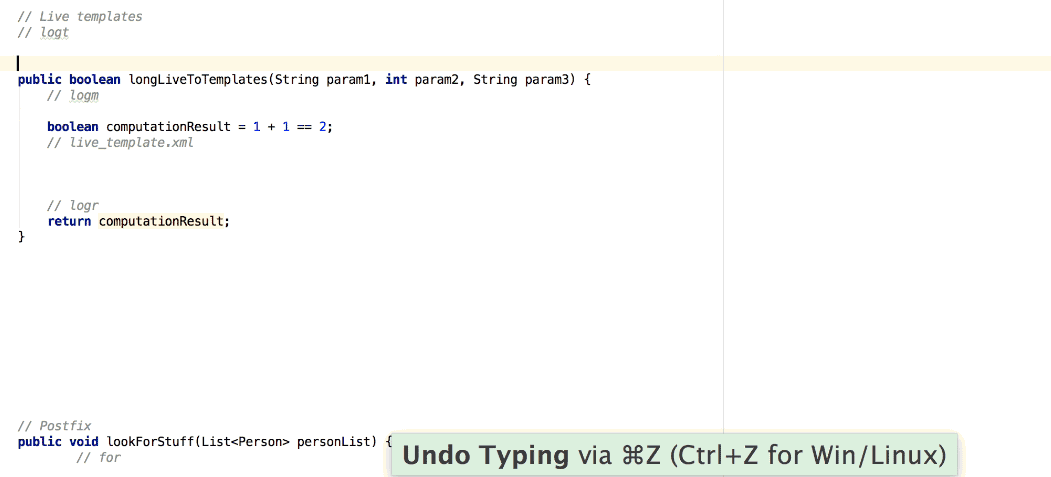 // Live templates
// logt
public boolean longLiveToTemplates(String param1, int param2, String param3) {
// logm
boolean computationResult = 1 + 1 == 2;
// live_template.xml
// logr
return computationResult;
}
// Postfix
public void lookForStuff(List<Person> personList) {
// for
Undo Typing via ⌘Z (Ctrl+Z for Win/Linux)